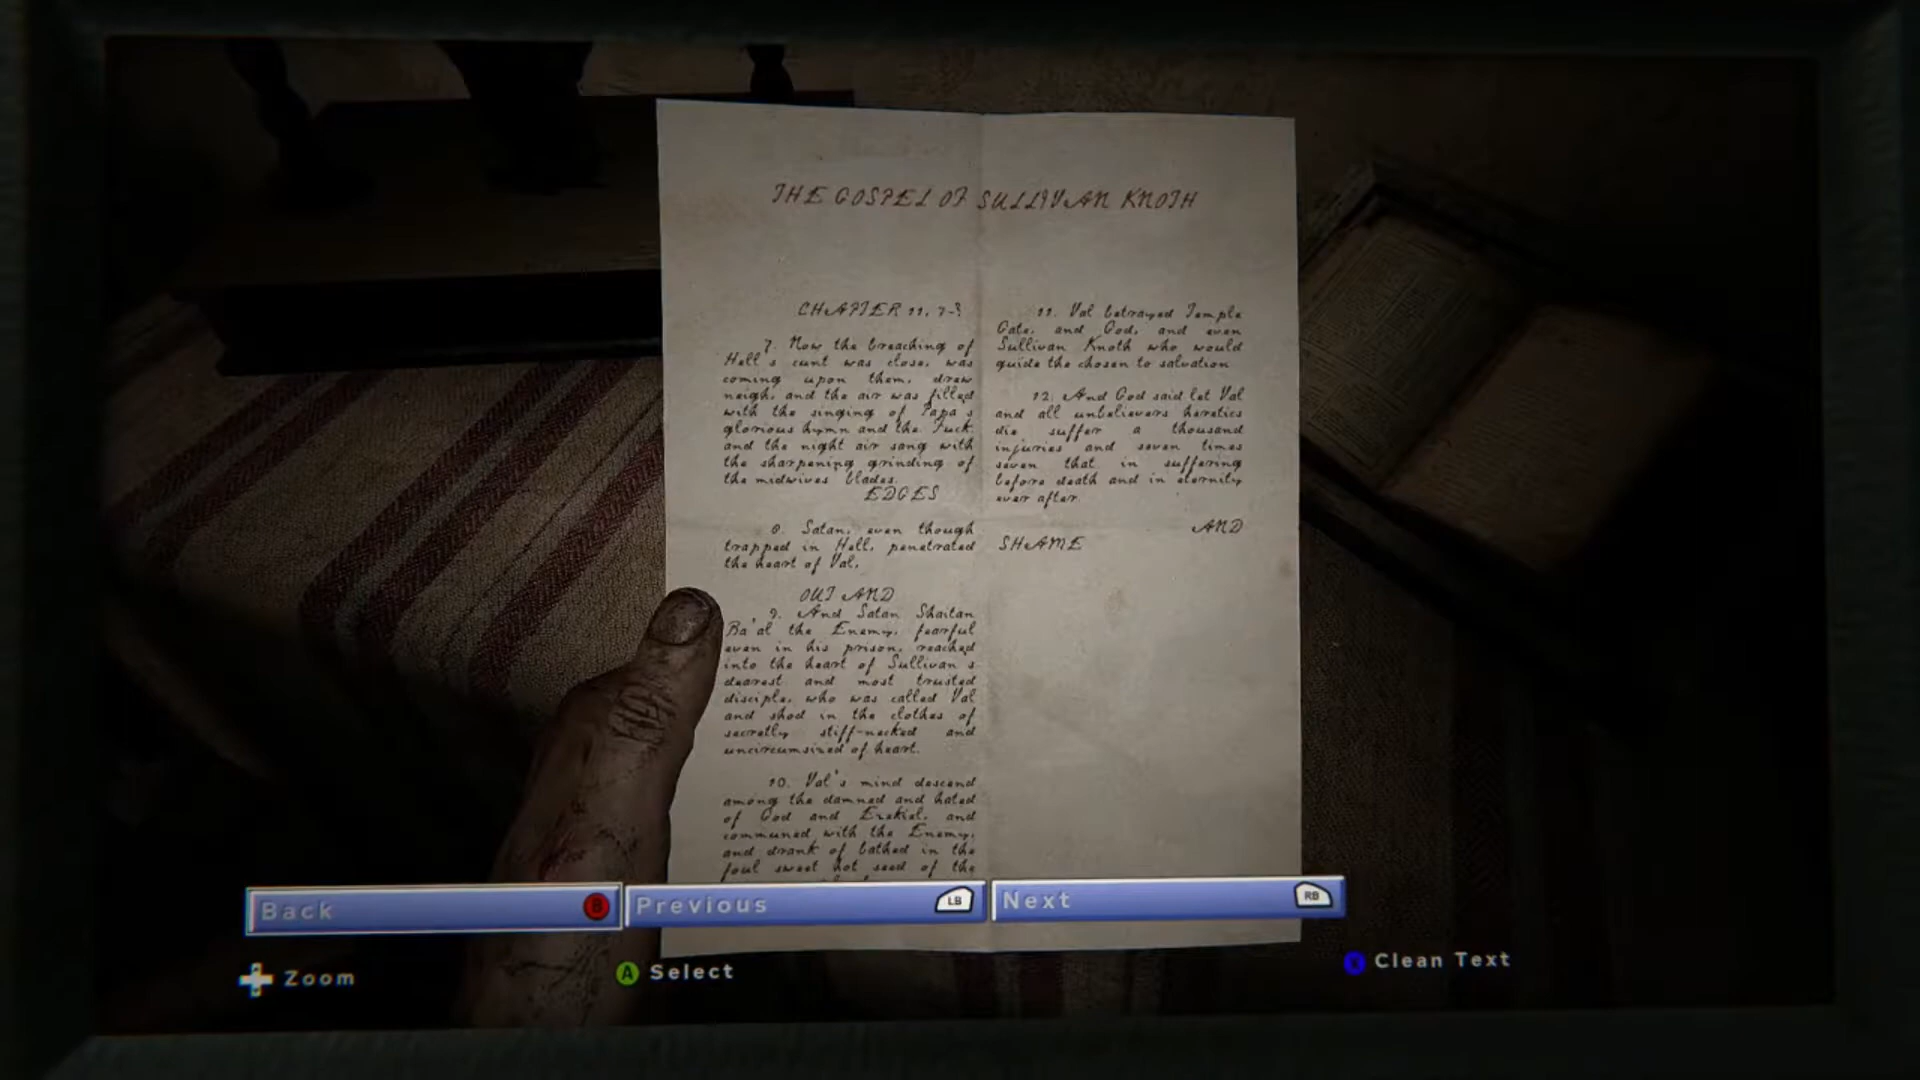 THE GOSPEL OF SULLIVAN KNOTH
CHAPTER 11, 7-?
7. Now the breaching of
Hell's cunt was close, was
coming upon them, drew
neigh, and the air was filled
with the singing of Papa's
glorious hymn and the Fuck
and the night air sang with
the sharpening grinding of
the midwives blades.
EDGES
8. Satan, even though
trapped in Hell, penetrated
the heart of Val,
OUT AND
9. And Satan Shaitan
Ba'al the Enemy, fearful
even in his prison, reached
into the heart of Sullivan's
dearest and most trusted
disciple, who was called Val
and shod in the clothes of
secretly stiff-necked and
uncircumsized of heart.
10. Val's mind descend
among the damned and hated
of God and Ezekiel, and
communed with the Enemy,
and drank of bathed in the
foul sweet hot seed of the
11. Val betrayed Temple
Gate, and God, and even
Sullivan Knoth who would
guide the chosen to salvation
12. And God said let Val
and all unbelievers heretics
die suffer a thousand
injuries and seven times
seven that in suffering
before death and in eternity
ever after.
AND
SHAME
Back B
Previous LB
Next RB
Zoom
A Select
X Clean Text